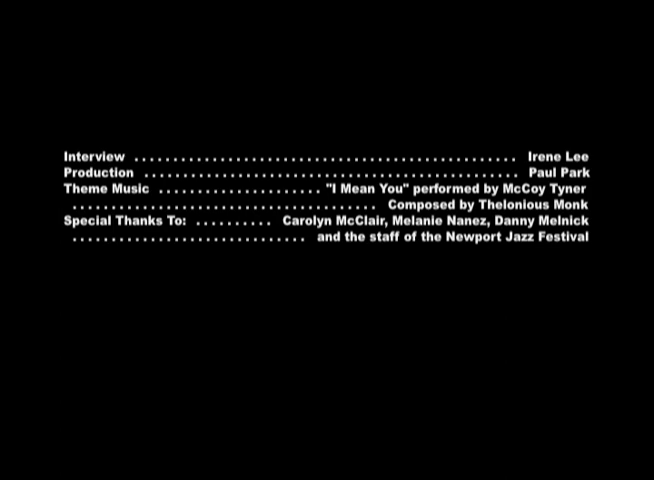 Interview ................................................. Irene Lee
Production ................................................ Paul Park
Theme Music ..................... "I Mean You" performed by McCoy Tyner
....................................... Composed by Thelonious Monk
Special Thanks To: .......... Carolyn McClair, Melanie Nanez, Danny Melnick
.............................. and the staff of the Newport Jazz Festival